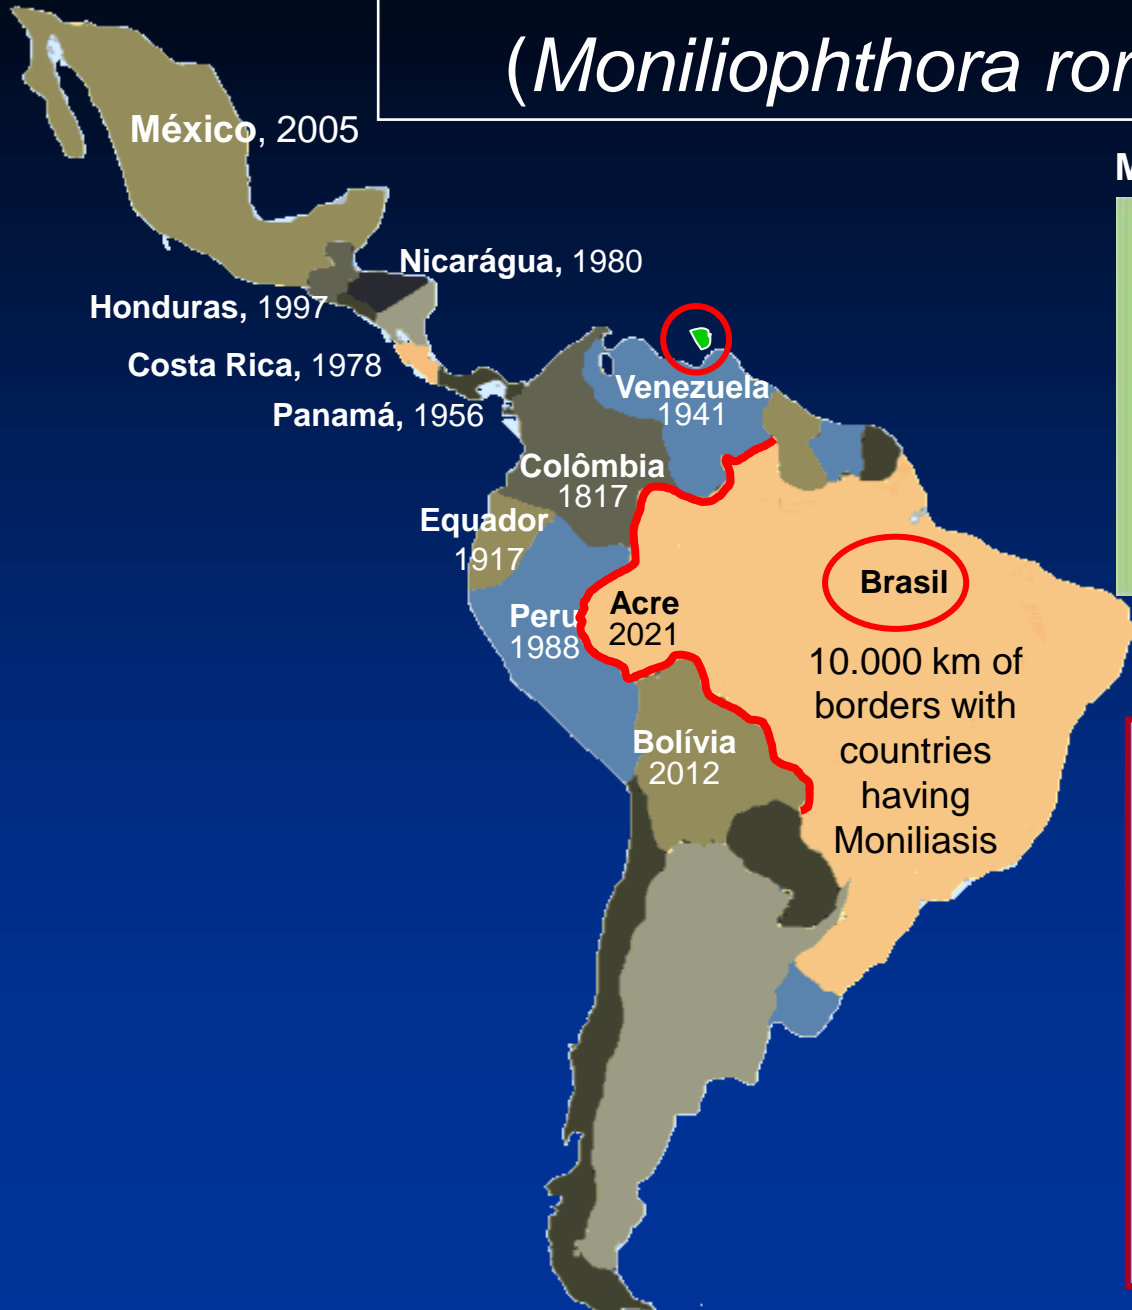 (Moniliophthora ror
M
México, 2005
Nicarágua, 1980
Honduras, 1997
Costa Rica, 1978
Panamá, 1956
Venezuela
1941
Colômbia
1817
Equador
1917
Peru
1988
Acre
2021
Brasil
10.000 km of
borders with
countries
having
Moniliasis
Bolívia
2012